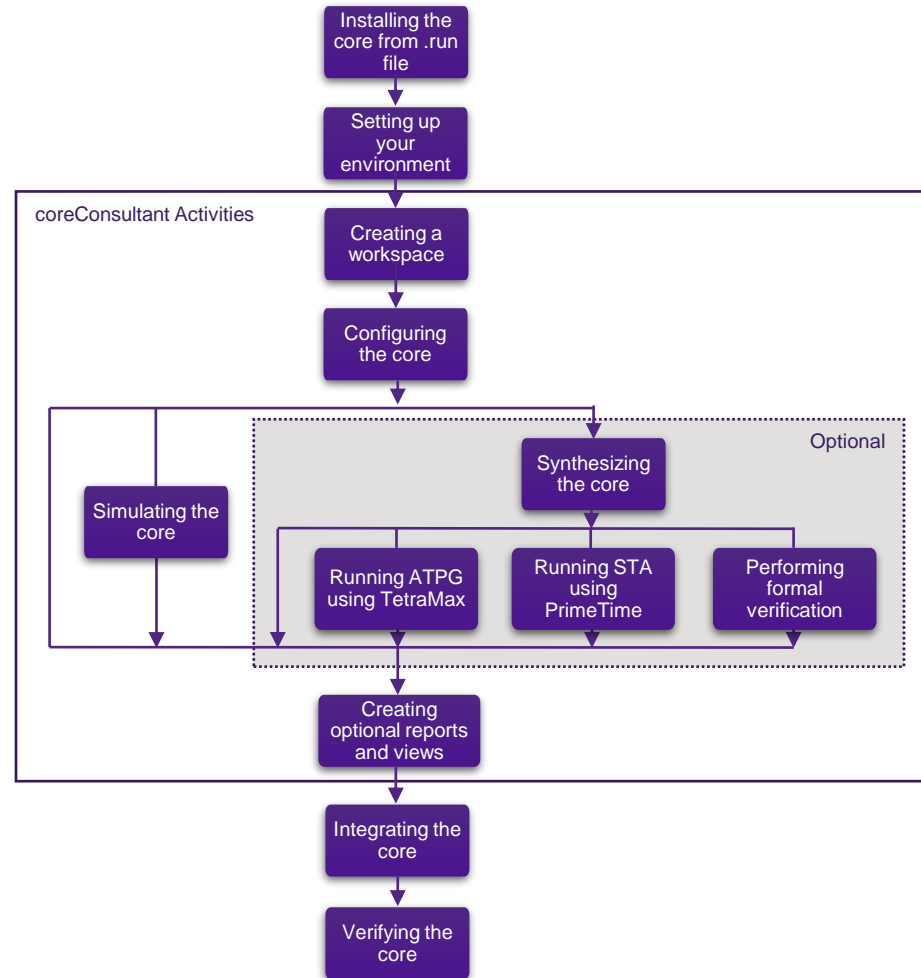 Installing the
core from .run
file
Setting up
your
environment
coreConsultant Activities
Creating a
workspace
Configuring
the core
Optional
Synthesizing
the core
Simulating the
core
Running ATPG
using TetraMax
Running STA
using
PrimeTime
Performing
formal
verification
Creating
optional reports
and views
Integrating the
core
Verifying the
core